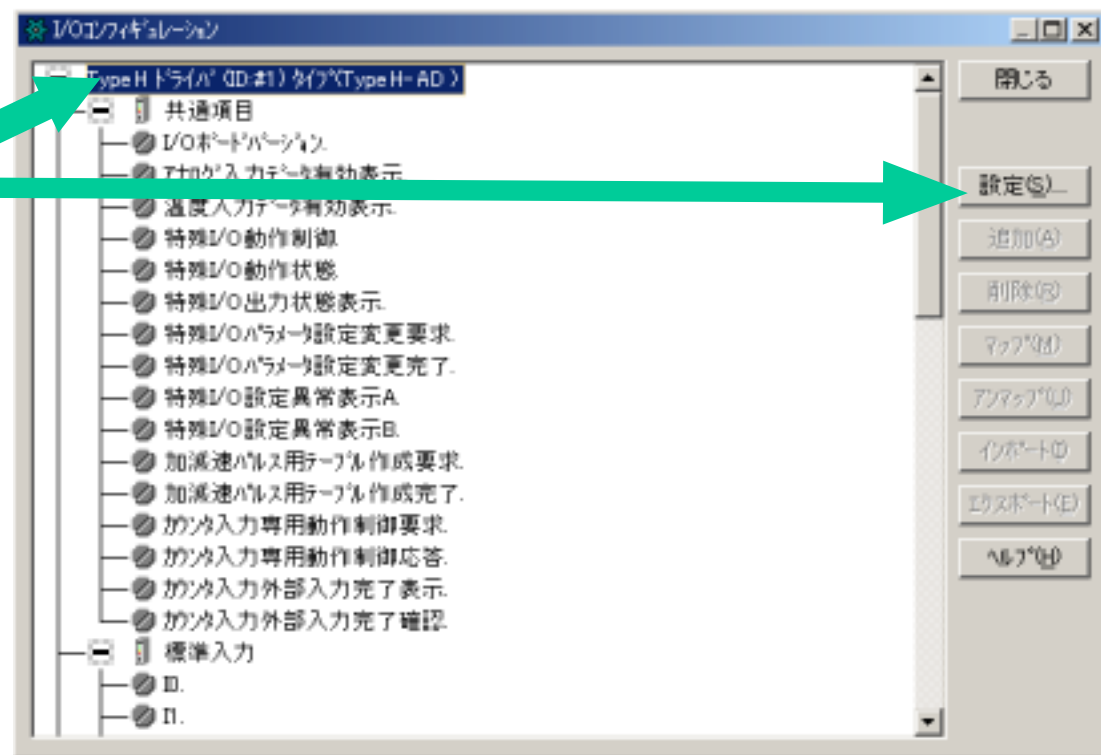 I/Oコンフィギュレーション
TypeH ドライバ (ID:#1) タイプ(TypeH-AD )
共通項目
I/Oボードバージョン.
アナログ入力データ有効表示.
温度入力データ有効表示.
特殊I/O動作制御.
特殊I/O動作状態.
特殊I/O出力状態表示.
特殊I/Oパラメータ設定変更要求.
特殊I/Oパラメータ設定変更完了.
特殊I/O設定異常表示A.
特殊I/O設定異常表示B.
加減速パルス用テーブル作成要求.
加減速パルス用テーブル作成完了.
カウンタ入力専用動作制御要求.
カウンタ入力専用動作制御応答.
カウンタ入力外部入力完了表示.
カウンタ入力外部入力完了確認.
標準入力
I0.
I1.
閉じる
設定(S)...
追加(A)
削除(R)
マップ(M)
アンマップ(U)
インポート(I)
エクスポート(E)
ヘルプ(H)